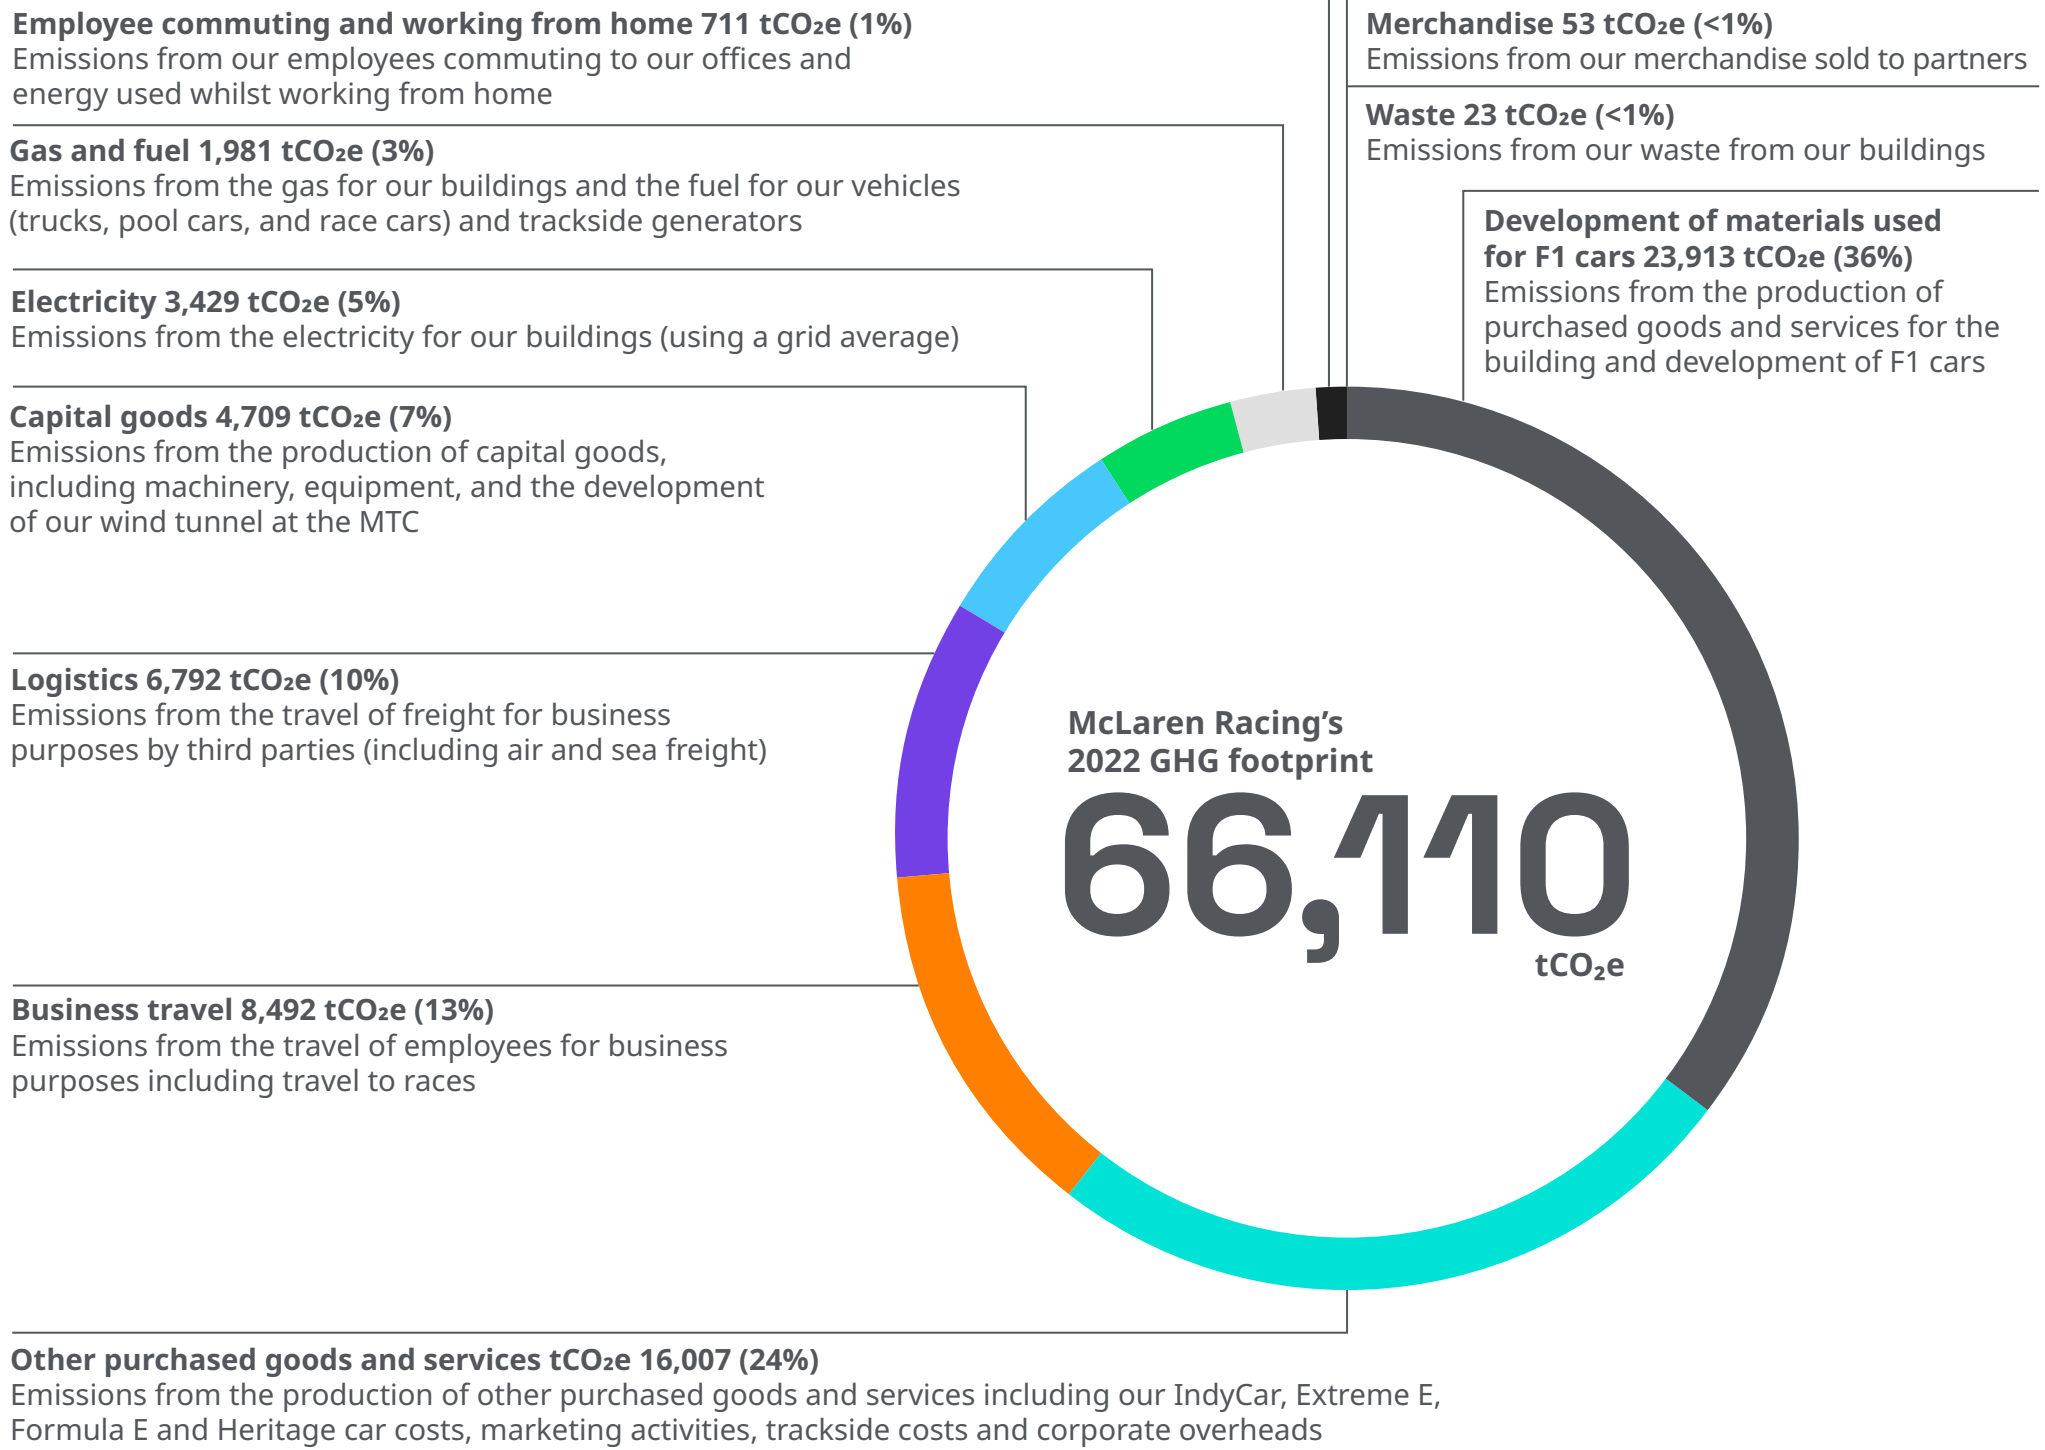 Employee commuting and working from home 711 tCO₂e (1%)
Emissions from our employees commuting to our offices and
energy used whilst working from home
Gas and fuel 1,981 tCO₂e (3%)
Emissions from the gas for our buildings and the fuel for our vehicles
(trucks, pool cars, and race cars) and trackside generators
Electricity 3,429 tCO₂e (5%)
Emissions from the electricity for our buildings (using a grid average)
Capital goods 4,709 tCO₂e (7%)
Emissions from the production of capital goods,
including machinery, equipment, and the development
of our wind tunnel at the MTC
Logistics 6,792 tCO₂e (10%)
Emissions from the travel of freight for business
purposes by third parties (including air and sea freight)
Business travel 8,492 tCO₂e (13%)
Emissions from the travel of employees for business
purposes including travel to races
Other purchased goods and services tCO₂e 16,007 (24%)
Emissions from the production of other purchased goods and services including our IndyCar, Extreme E,
Formula E and Heritage car costs, marketing activities, trackside costs and corporate overheads
Merchandise 53 tCO₂e (<1%)
Emissions from our merchandise sold to partners
Waste 23 tCO₂e (<1%)
Emissions from our waste from our buildings
Development of materials used
for F1 cars 23,913 tCO₂e (36%)
Emissions from the production of
purchased goods and services for the
building and development of F1 cars
McLaren Racing’s
2022 GHG footprint
66,110
tCO₂e